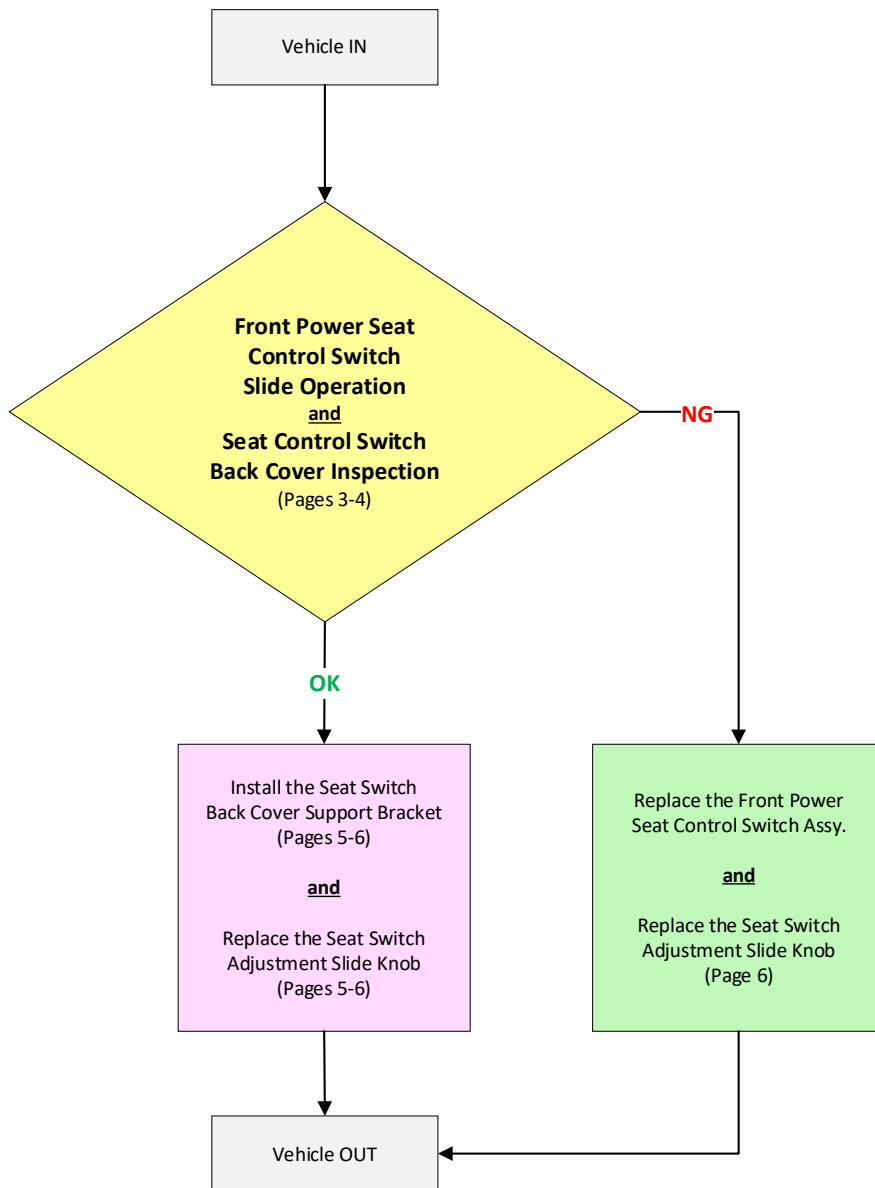 Vehicle IN
Front Power Seat
Control Switch
Slide Operation
and
Seat Control Switch
Back Cover Inspection
(Pages 3-4)
NG
OK
Install the Seat Switch
Back Cover Support Bracket
(Pages 5-6)
and
Replace the Seat Switch
Adjustment Slide Knob
(Pages 5-6)
Replace the Front Power
Seat Control Switch Assy.
and
Replace the Seat Switch
Adjustment Slide Knob
(Page 6)
Vehicle OUT